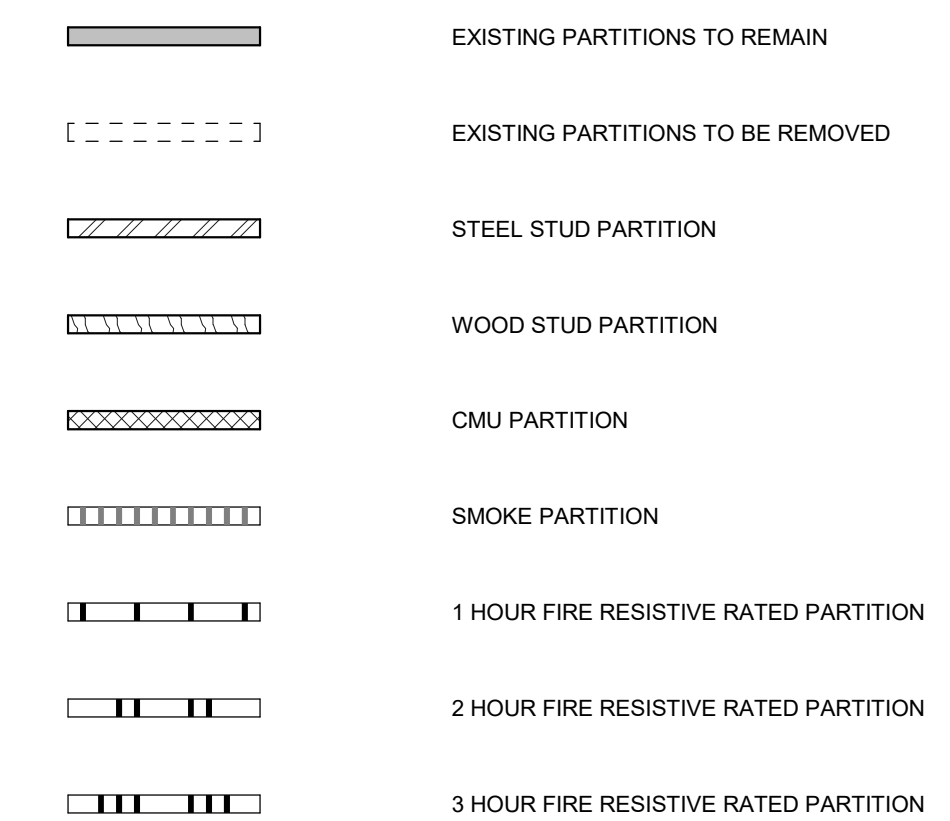 EXISTING PARTITIONS TO REMAIN
EXISTING PARTITIONS TO BE REMOVED
STEEL STUD PARTITION
WOOD STUD PARTITION
CMU PARTITION
SMOKE PARTITION
1 HOUR FIRE RESISTIVE RATED PARTITION
2 HOUR FIRE RESISTIVE RATED PARTITION
3 HOUR FIRE RESISTIVE RATED PARTITION